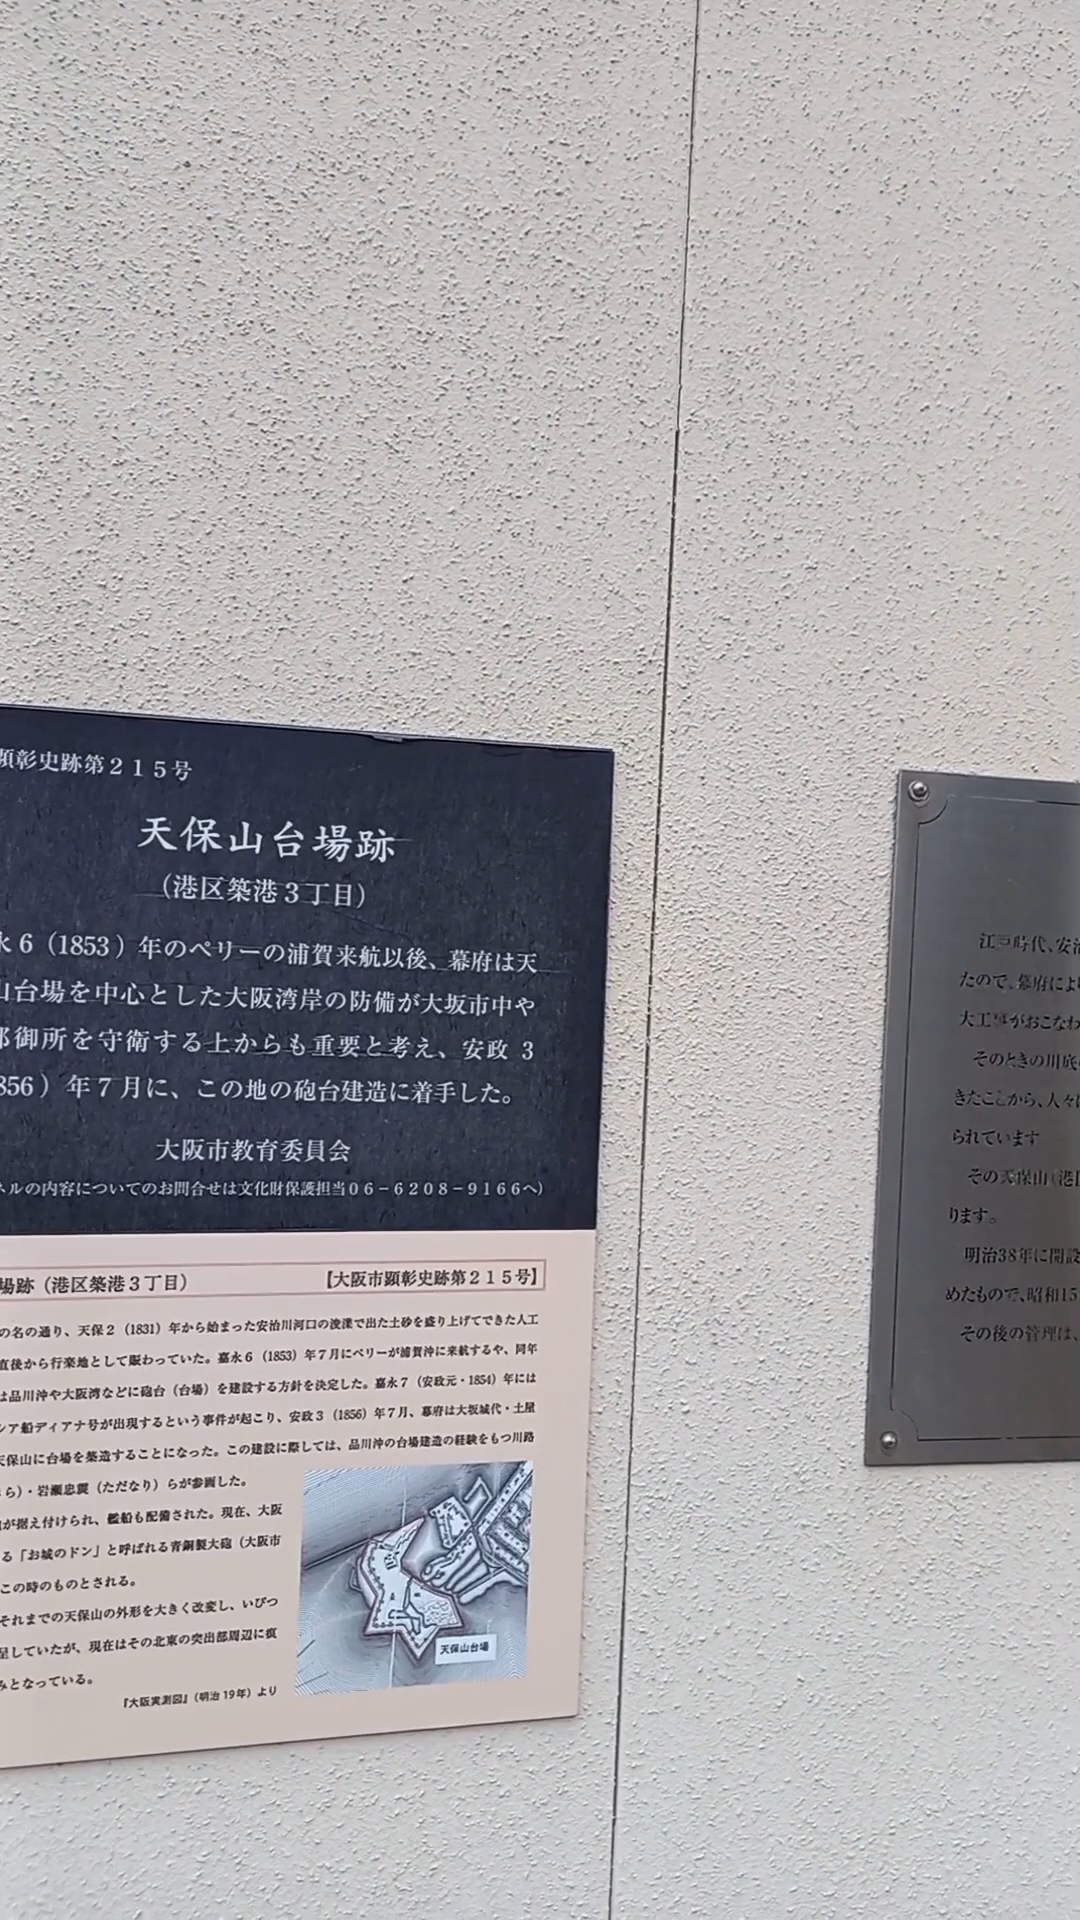 顕彰史跡第２１５号
天保山台場跡
（港区築港３丁目）
永６（1853）年のペリーの浦賀来航以後、幕府は天
山台場を中心とした大阪湾岸の防備が大坂市中や
都御所を守衛する上からも重要と考え、安政 3
856）年７月に、この地の砲台建造に着手した。
大阪市教育委員会
ネルの内容についてのお問合せは文化財保護担当０６－６２０８－９１６６へ）
場跡（港区築港３丁目）　【大阪市顕彰史跡第２１５号】
の名の通り、天保２（1831）年から始まった安治川河口の浚渫で出た土砂を盛り上げてできた人工
直後から行楽地として賑わっていた。嘉永６（1853）年７月にペリーが浦賀沖に来航するや、同年
は品川沖や大阪湾などに砲台（台場）を建設する方針を決定した。嘉永７（安政元・1854）年には
シア船ディアナ号が出現するという事件が起こり、安政３（1856）年７月、幕府は大坂城代・土屋
天保山に台場を築造することになった。この建設に際しては、品川沖の台場建造の経験をもつ川路
ら）・岩瀬忠震（ただなり）らが参画した。
が据え付けられ、艦船も配備された。現在、大阪
る「お城のドン」と呼ばれる青銅製大砲（大阪市
この時のものとされる。
それまでの天保山の外形を大きく改変し、いびつ
呈していたが、現在はその北東の突出部周辺に痕
みとなっている。
『大阪実測図』（明治 19年）より
天保山台場
江戸時代、安治
たので、幕府によ
大工事がおこなわ
そのときの川底
きたことから、人々
られています
その天保山（港
ります。
明治38年に開設
めたもので、昭和15
その後の管理は、